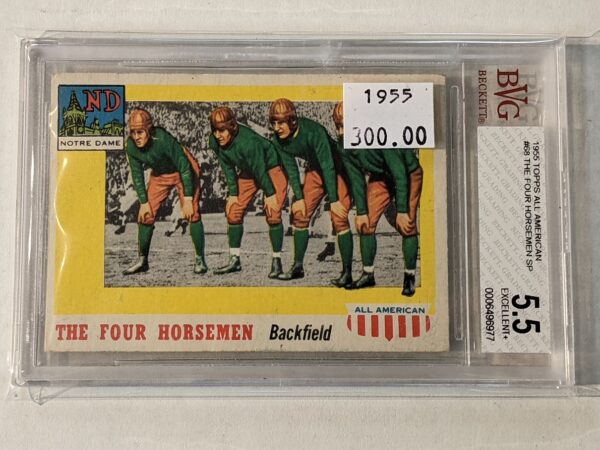 ND
NOTRE DAME
1955
300.00
ALL AMERICAN
THE FOUR HORSEMEN Backfield
BVG
BECKETT®
1955 TOPPS ALL AMERICAN
#68 THE FOUR HORSEMEN SP
5.5
EXCELLENT+
0006496977